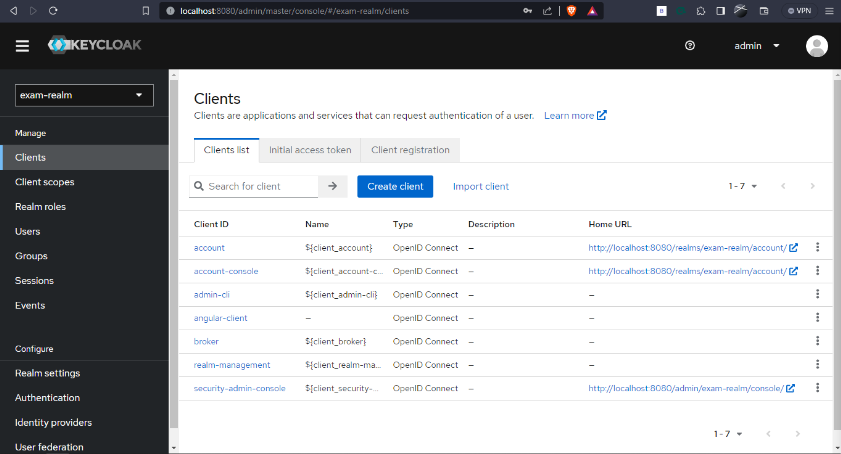 localhost:8080/admin/master/console/#/exam-realm/clients
VPN
KEYCLOAK
admin
exam-realm
Manage
Clients
Client scopes
Realm roles
Users
Groups
Sessions
Events
Configure
Realm settings
Authentication
Identity providers
User federation
Clients
Clients are applications and services that can request authentication of a user. Learn more
Clients list Initial access token Client registration
Search for client Create client Import client 1 - 7
Client ID Name Type Description Home URL
account ${client_account} OpenID Connect – http://localhost:8080/realms/exam-realm/account/
account-console ${client_account-c... OpenID Connect – http://localhost:8080/realms/exam-realm/account/
admin-cli ${client_admin-cli} OpenID Connect – –
angular-client – OpenID Connect – –
broker ${client_broker} OpenID Connect – –
realm-management ${client_realm-ma... OpenID Connect – –
security-admin-console ${client_security-... OpenID Connect – http://localhost:8080/admin/exam-realm/console/
1 - 7